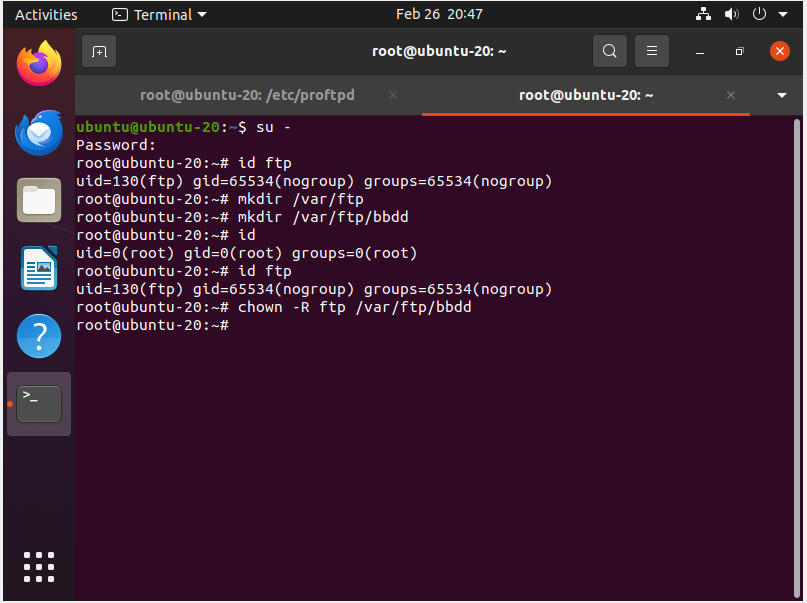 Activities
Terminal
Feb 26 20:47
root@ubuntu-20: ~
root@ubuntu-20: /etc/proftpd
root@ubuntu-20: ~
ubuntu@ubuntu-20:~$ su -
Password:
root@ubuntu-20:~# id ftp
uid=130(ftp) gid=65534(nogroup) groups=65534(nogroup)
root@ubuntu-20:~# mkdir /var/ftp
root@ubuntu-20:~# mkdir /var/ftp/bbdd
root@ubuntu-20:~# id
uid=0(root) gid=0(root) groups=0(root)
root@ubuntu-20:~# id ftp
uid=130(ftp) gid=65534(nogroup) groups=65534(nogroup)
root@ubuntu-20:~# chown -R ftp /var/ftp/bbdd
root@ubuntu-20:~#